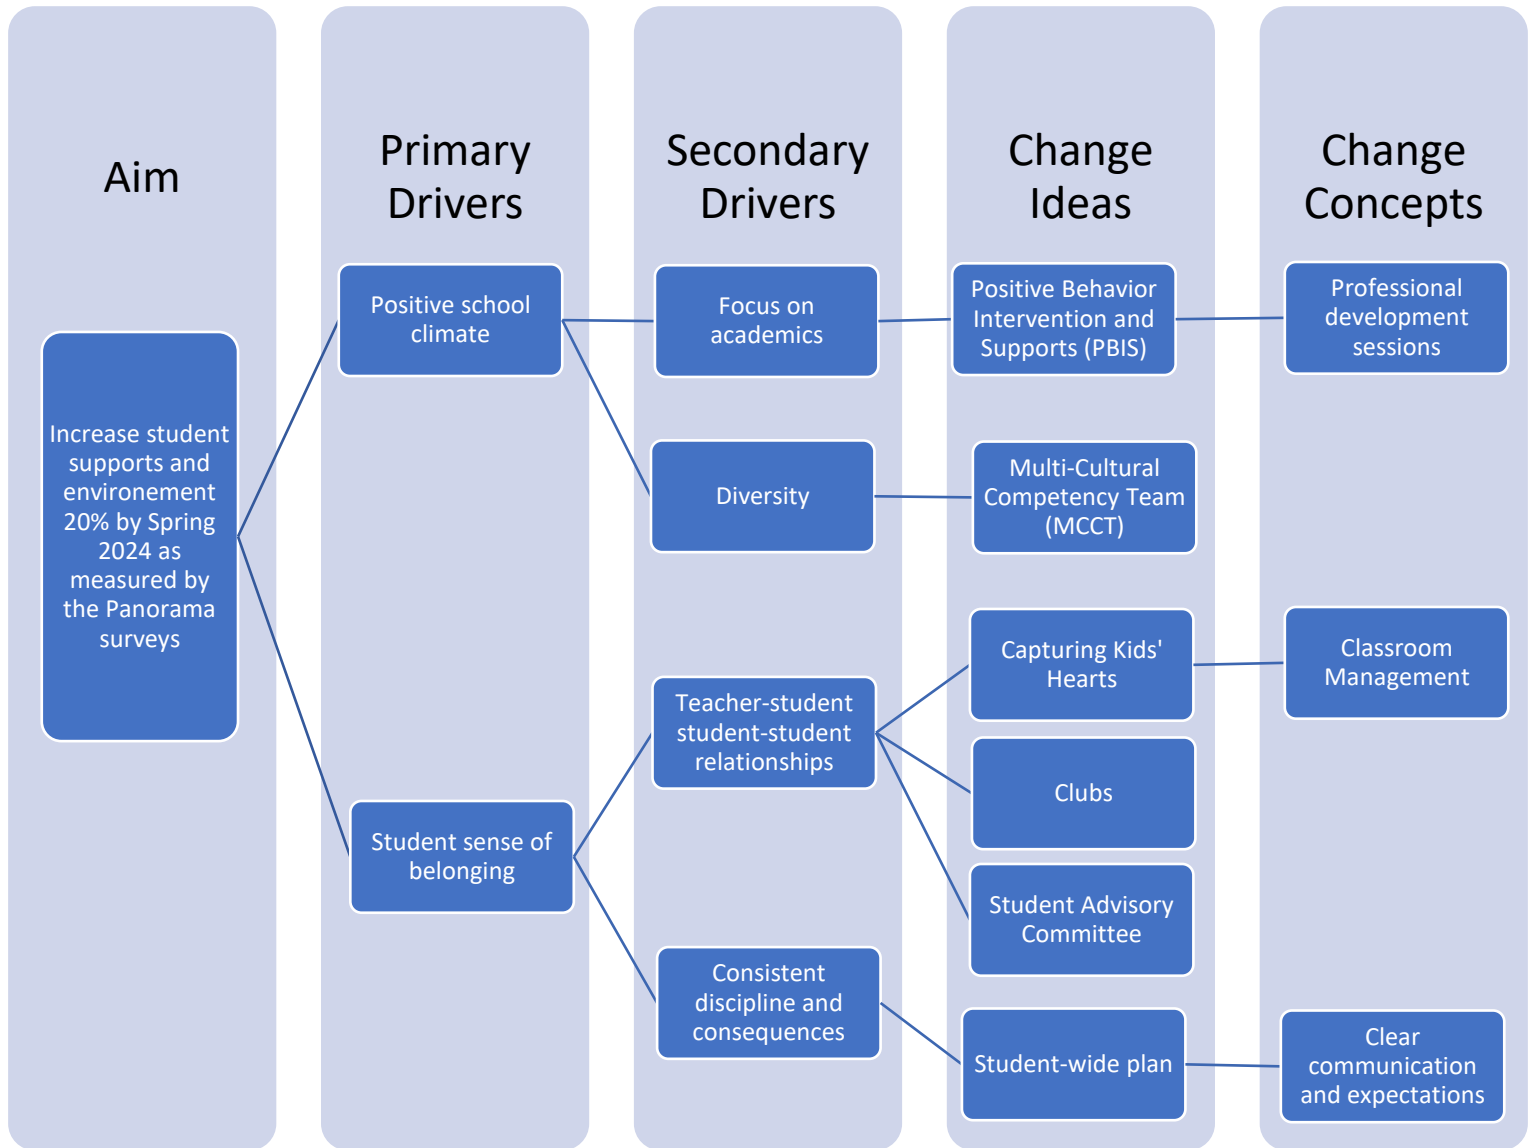 Aim
Increase student
supports and
environement
20% by Spring
2024 as
measured by
the Panorama
surveys
Primary
Drivers
Positive school
climate
Student sense of
belonging
Secondary
Drivers
Focus on
academics
Diversity
Teacher-student
student-student
relationships
Consistent
discipline and
consequences
Change
Ideas
Positive Behavior
Intervention and
Supports (PBIS)
Multi-Cultural
Competency Team
(MCCT)
Capturing Kids'
Hearts
Clubs
Student Advisory
Committee
Student-wide plan
Change
Concepts
Professional
development
sessions
Classroom
Management
Clear
communication
and expectations